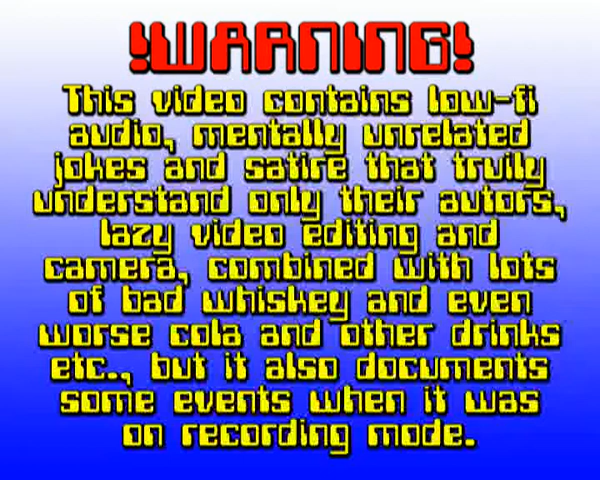 !WARNING!
This video contains low-fi
audio, mentally unrelated
jokes and satire that truily
understand only their autors,
lazy video editing and
camera, combined with lots
of bad whiskey and even
worse cola and other drinks
etc., but it also documents
some events when it was
on recording mode.